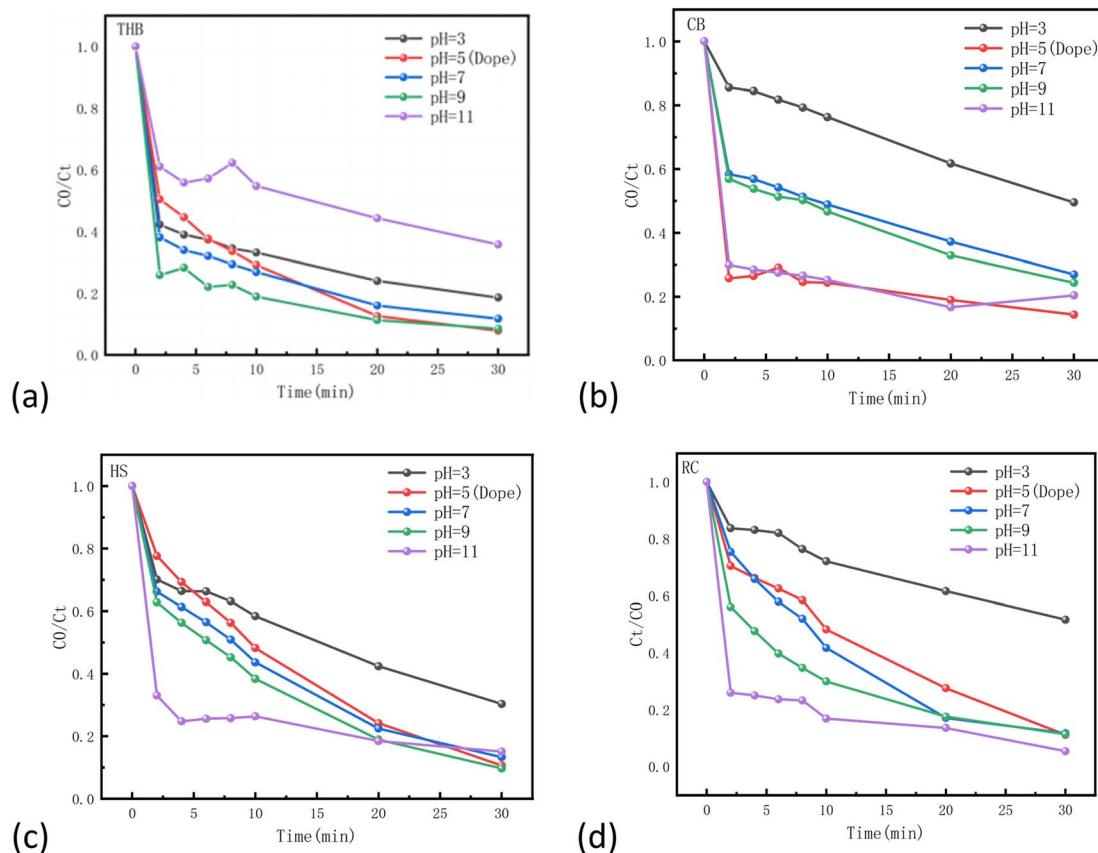 THB
pH=3
pH=5(Dope)
pH=7
pH=9
pH=11
1.0
0.8
0.6
0.4
0.2
0.0
C0/Ct
0 5 10 15 20 25 30
Time(min)
(a)
CB
pH=3
pH=5(Dope)
pH=7
pH=9
pH=11
1.0
0.8
0.6
0.4
0.2
0.0
C0/Ct
0 5 10 15 20 25 30
Time(min)
(b)
HS
pH=3
pH=5(Dope)
pH=7
pH=9
pH=11
1.0
0.8
0.6
0.4
0.2
0.0
C0/Ct
0 5 10 15 20 25 30
Time(min)
(c)
RC
pH=3
pH=5(Dope)
pH=7
pH=9
pH=11
1.0
0.8
0.6
0.4
0.2
0.0
Ct/C0
0 5 10 15 20 25 30
Time(min)
(d)